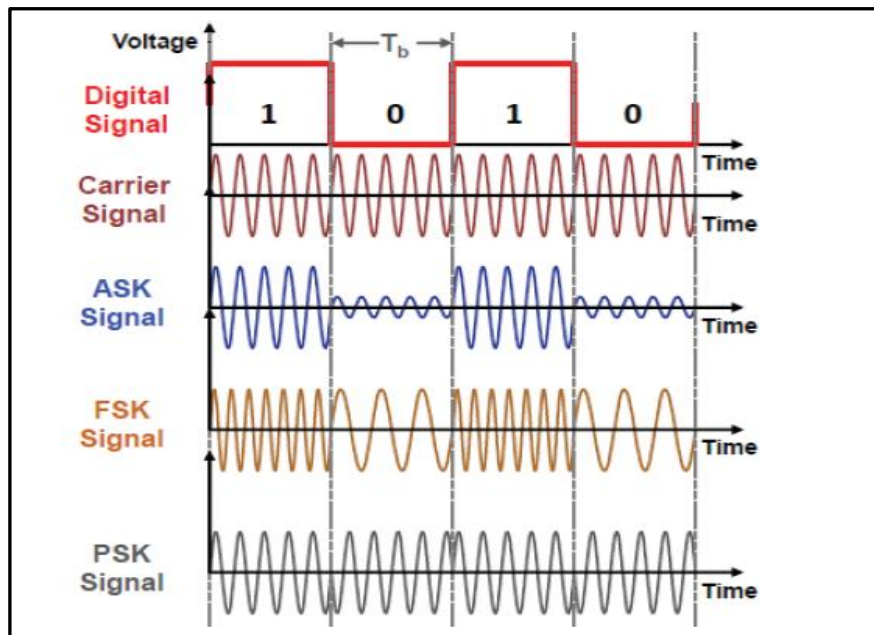 Voltage
T_b
Digital
Signal
1 0 1 0
Time
Carrier
Signal
Time
ASK
Signal
Time
FSK
Signal
Time
PSK
Signal
Time